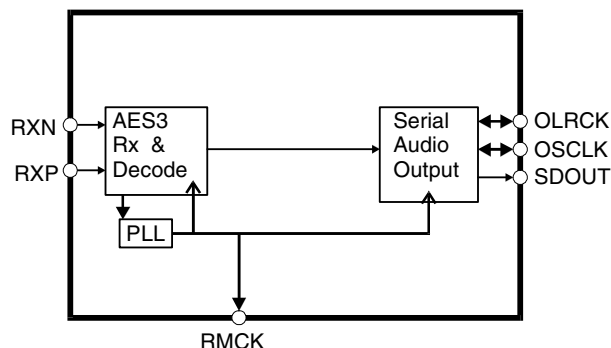 RXN
RXP
AES3
Rx &
Decode
PLL
Serial
Audio
Output
OLRCK
OSCLK
SDOUT
RMCK